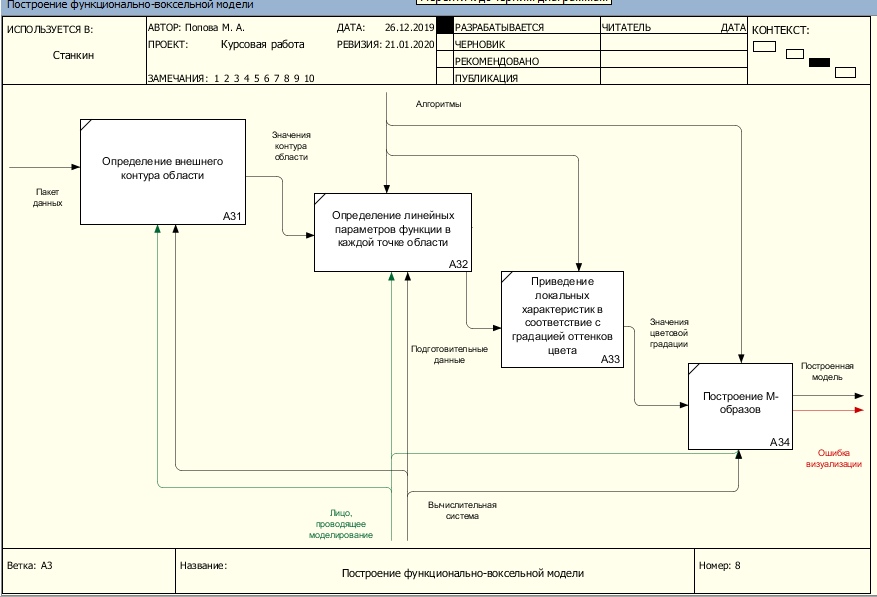 Построение функционально-воксельной модели
ИСПОЛЬЗУЕТСЯ В:
Станкин
АВТОР: Попова М. А.
ДАТА: 26.12.2019
ПРОЕКТ: Курсовая работа
РЕВИЗИЯ: 21.01.2020
ЗАМЕЧАНИЯ: 1 2 3 4 5 6 7 8 9 10
РАЗРАБАТЫВАЕТСЯ
ЧЕРНОВИК
РЕКОМЕНДОВАНО
ПУБЛИКАЦИЯ
ЧИТАТЕЛЬ
ДАТА
КОНТЕКСТ:
Алгоритмы
Пакет
данных
Определение внешнего
контура области
A31
Значения
контура
области
Определение линейных
параметров функции в
каждой точке области
A32
Подготовительные
данные
Приведение
локальных
характеристик в
соответствие с
градацией оттенков
цвета
A33
Значения
цветовой
градации
Построение М-
образов
A34
Построенная
модель
Ошибка
визуализации
Лицо,
проводящее
моделирование
Вычислительная
система
Ветка: A3
Название:
Построение функционально-воксельной модели
Номер: 8